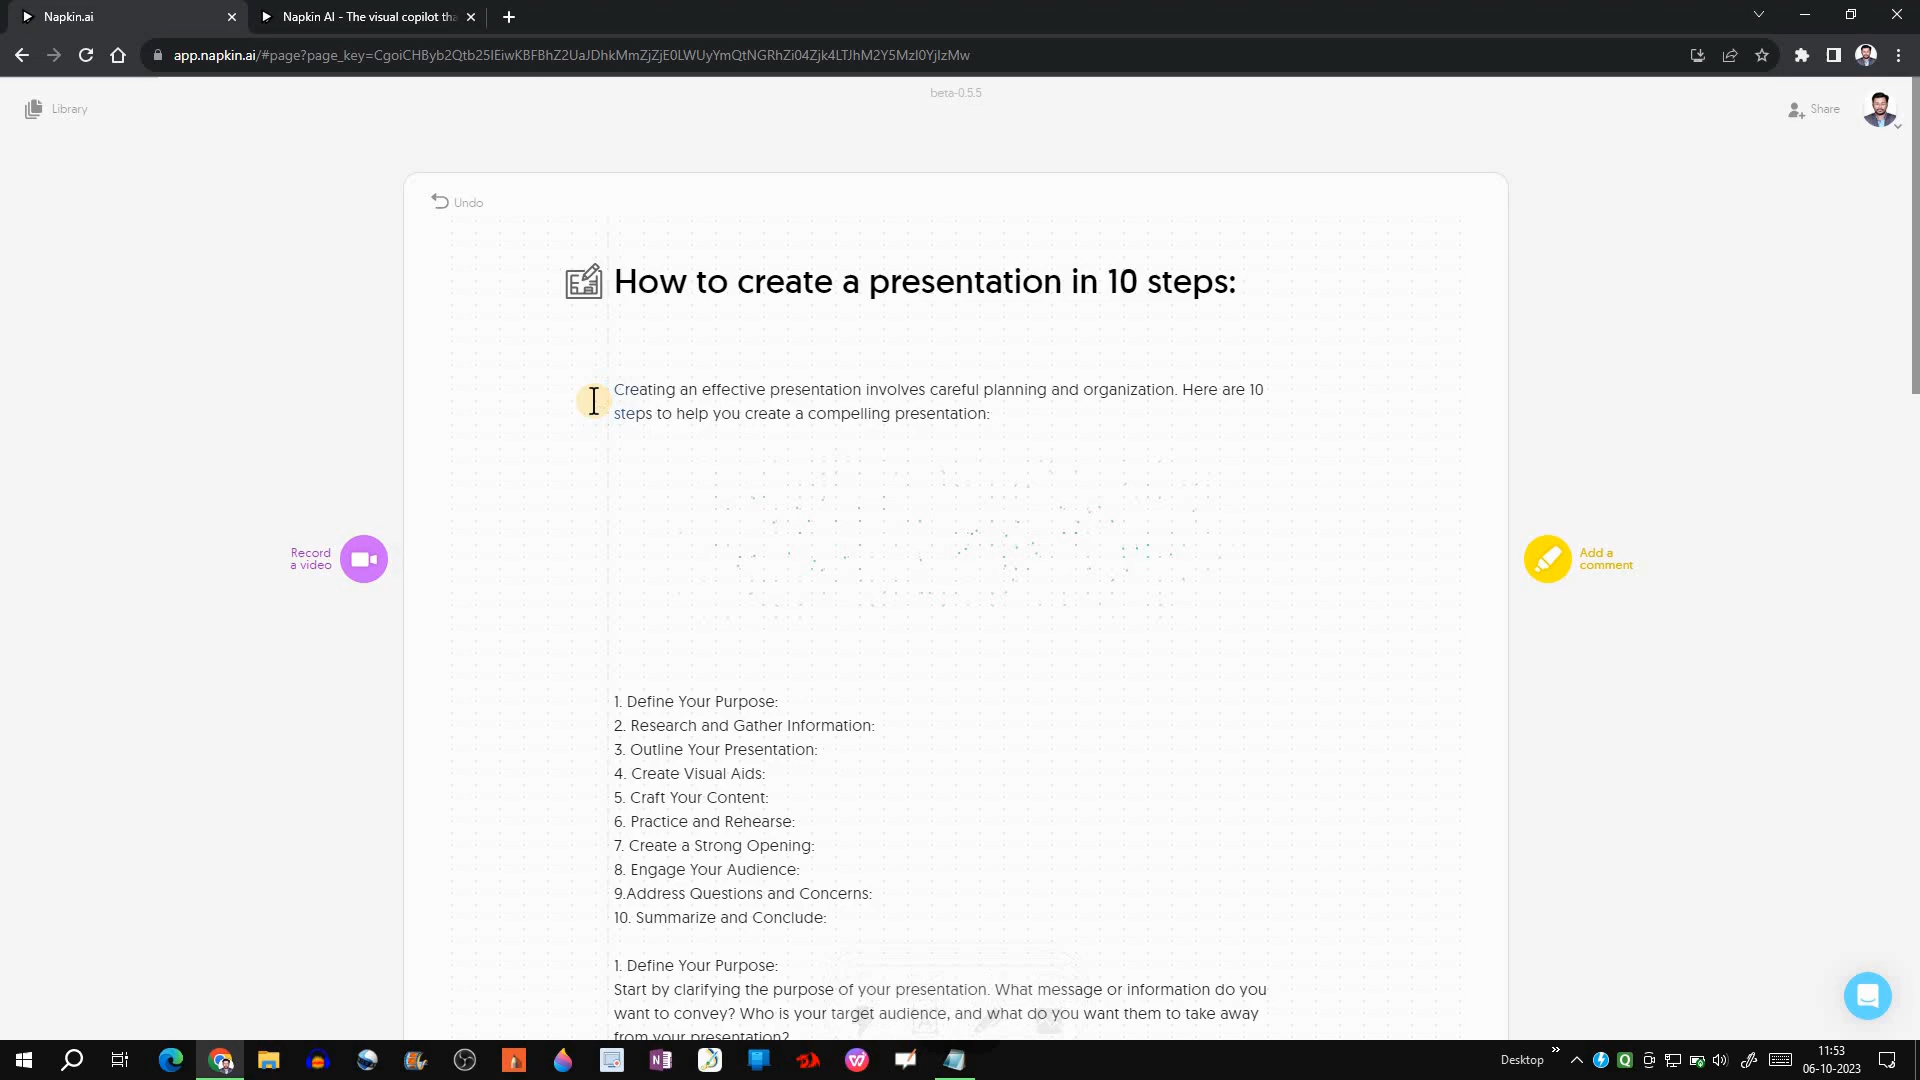 Napkin.ai
Napkin AI - The visual copilot tha
app.napkin.ai/#page?page_key=CgoiCHByb2Qtb25lEiwKBFBhZ2UaJDhkMmZjZjE0LWUyYmQtNGRhZi04Zjk4LTJhM2Y5MzI0YjIzMw
beta-0.5.5
Library
Share
Undo
How to create a presentation in 10 steps:
Creating an effective presentation involves careful planning and organization. Here are 10
steps to help you create a compelling presentation:
Record
a video
Add a
comment
1. Define Your Purpose:
2. Research and Gather Information:
3. Outline Your Presentation:
4. Create Visual Aids:
5. Craft Your Content:
6. Practice and Rehearse:
7. Create a Strong Opening:
8. Engage Your Audience:
9.Address Questions and Concerns:
10. Summarize and Conclude:
1. Define Your Purpose:
Start by clarifying the purpose of your presentation. What message or information do you
want to convey? Who is your target audience, and what do you want them to take away
from your presentation?
Desktop
11:53
06-10-2023